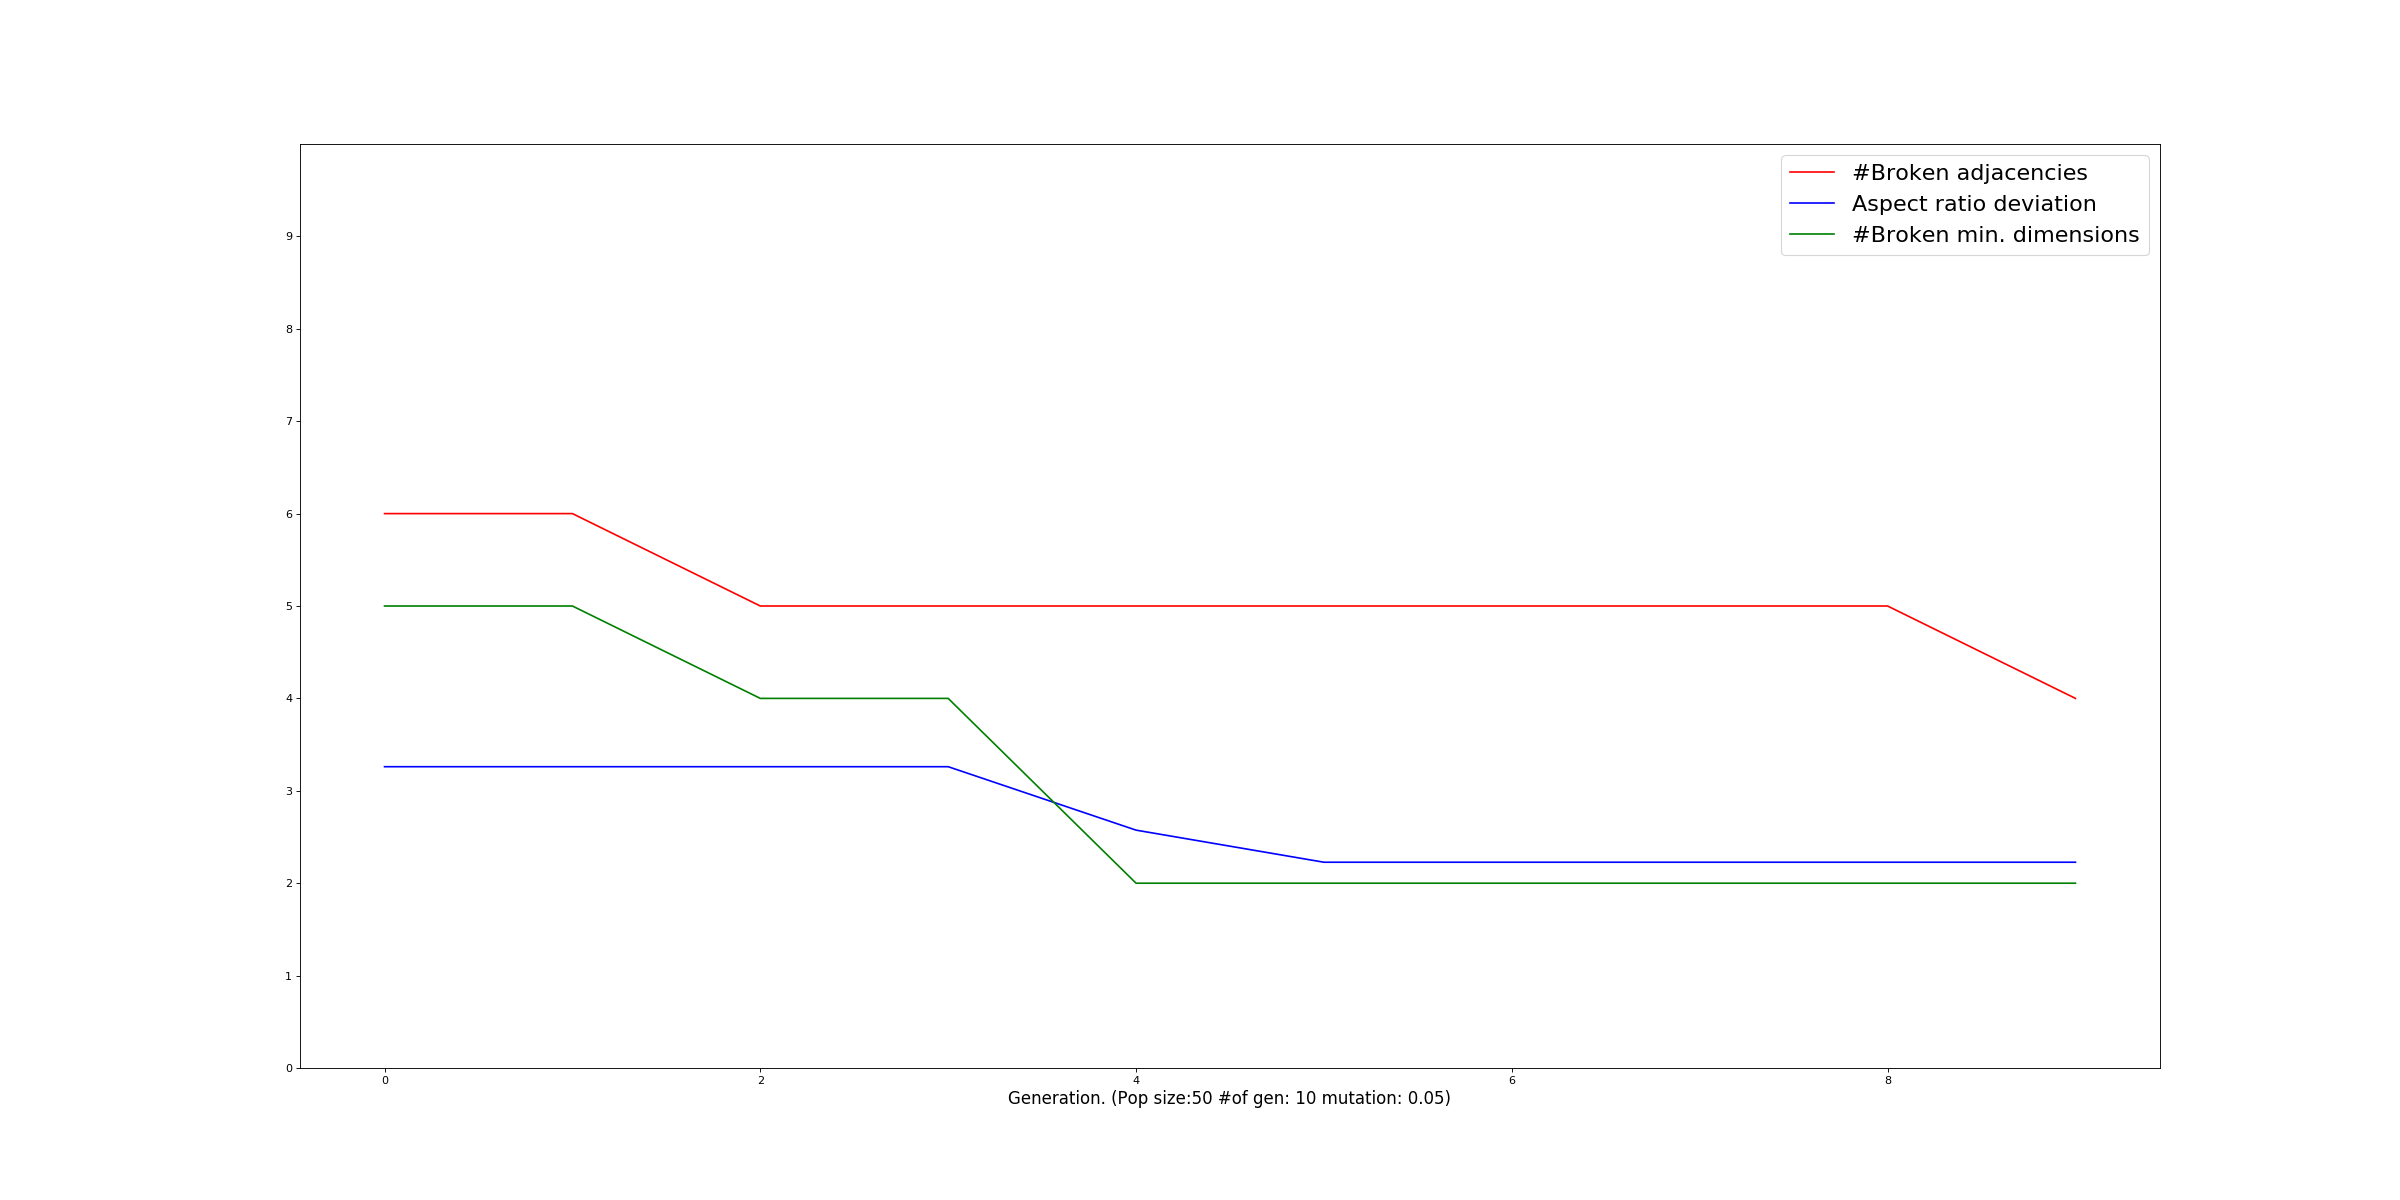 #Broken adjacencies
Aspect ratio deviation
#Broken min. dimensions
9
8
7
6
5
4
3
2
1
0
0 2 4 6 8
Generation. (Pop size:50 #of gen: 10 mutation: 0.05)